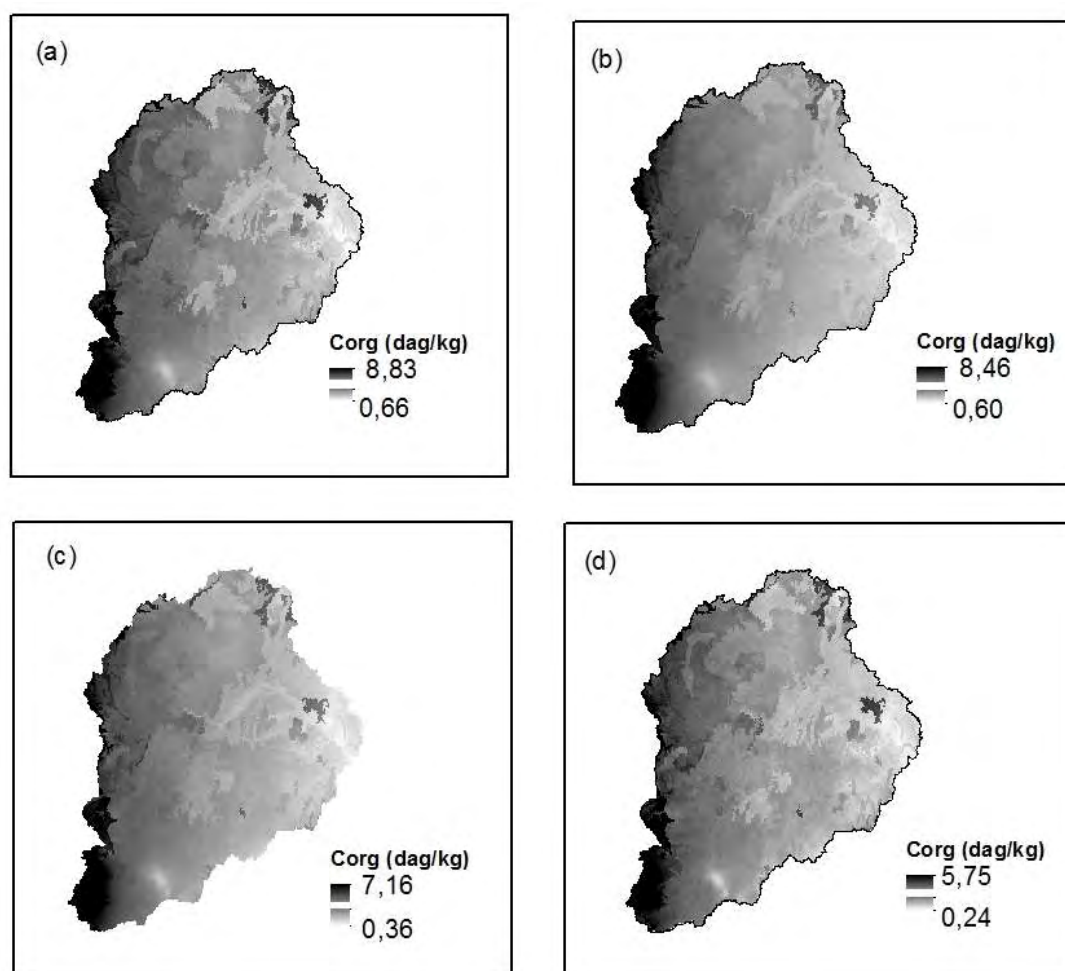 (a)
Corg (dag/kg)
8,83
0,66
(b)
Corg (dag/kg)
8,46
0,60
(c)
Corg (dag/kg)
7,16
0,36
(d)
Corg (dag/kg)
5,75
0,24